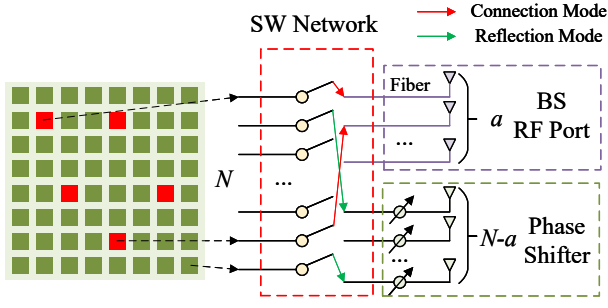 SW Network
Connection Mode
Reflection Mode
Fiber
BS
RF Port
a
...
N
...
N-a
Phase
Shifter
...